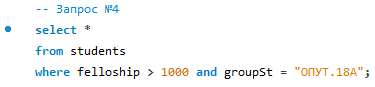 -- Запрос №4
select *
from students
where felloship > 1000 and groupSt = "ОПУТ.18А";